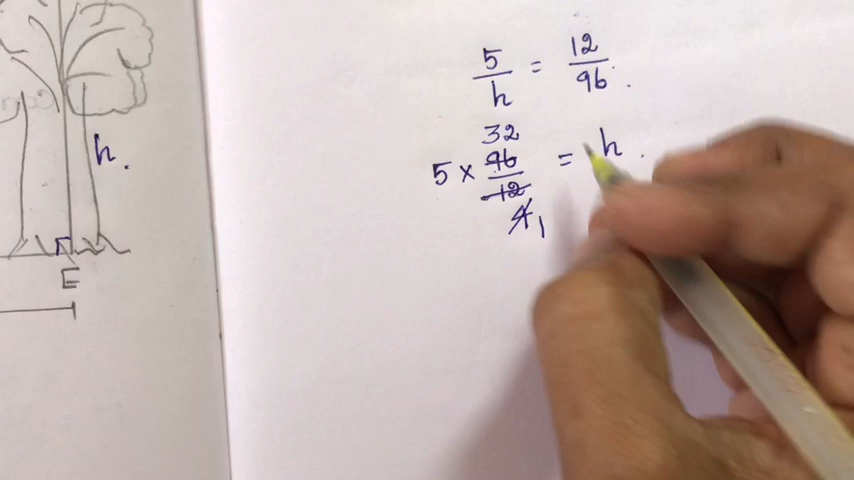 h.
E
5/h = 12/96.
32
5 × 96/12 = h.
4 1